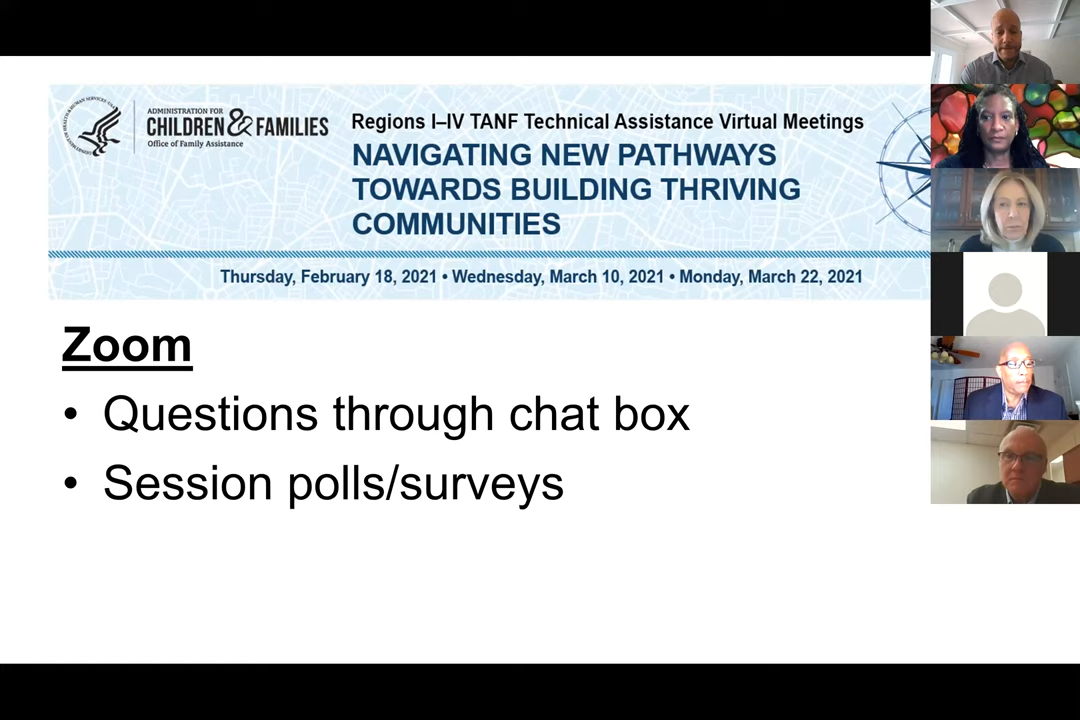 ADMINISTRATION FOR
CHILDREN & FAMILIES
Office of Family Assistance
Regions I–IV TANF Technical Assistance Virtual Meetings
NAVIGATING NEW PATHWAYS
TOWARDS BUILDING THRIVING
COMMUNITIES
Thursday, February 18, 2021 • Wednesday, March 10, 2021 • Monday, March 22, 2021
Zoom
• Questions through chat box
• Session polls/surveys